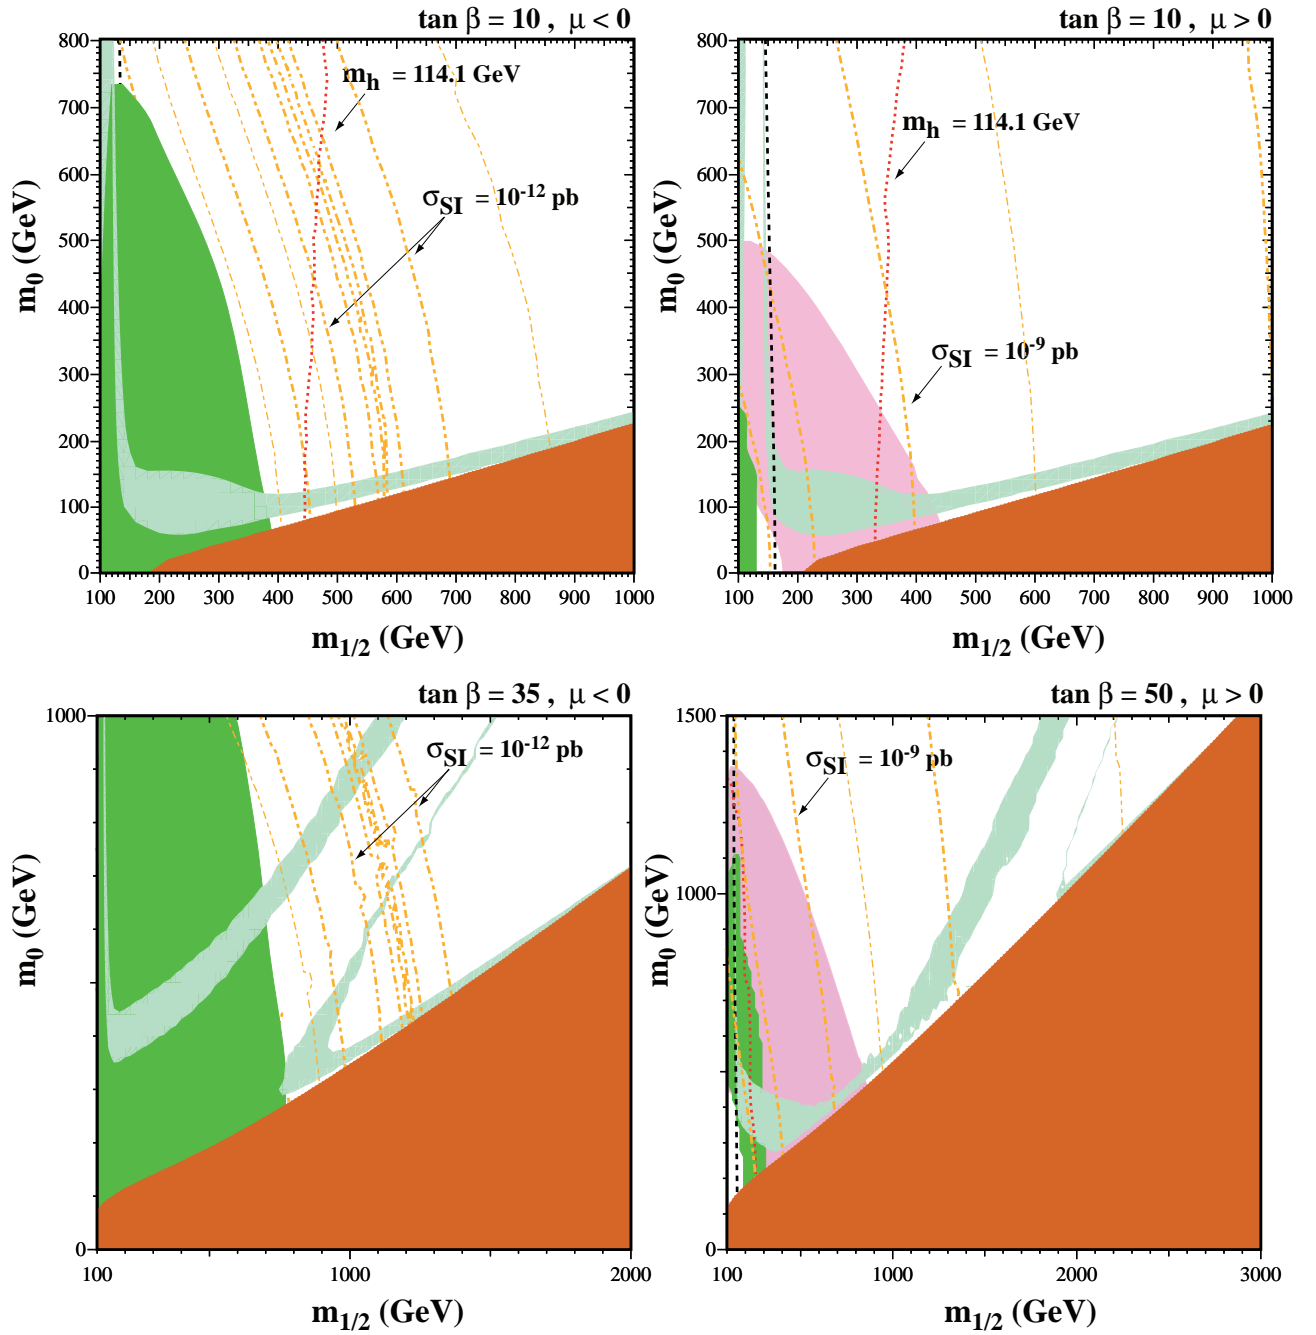 tan β = 10 , μ < 0
800
700
600
500
400
300
200
100
0
m0 (GeV)
mh = 114.1 GeV
σSI = 10-12 pb
100 200 300 400 500 600 700 800 900 1000
m1/2 (GeV)
tan β = 10 , μ > 0
800
700
600
500
400
300
200
100
0
m0 (GeV)
mh = 114.1 GeV
σSI = 10-9 pb
100 200 300 400 500 600 700 800 900 1000
m1/2 (GeV)
tan β = 35 , μ < 0
1000
0
m0 (GeV)
σSI = 10-12 pb
100 1000 2000
m1/2 (GeV)
tan β = 50 , μ > 0
1500
1000
0
m0 (GeV)
σSI = 10-9 pb
100 1000 2000 3000
m1/2 (GeV)